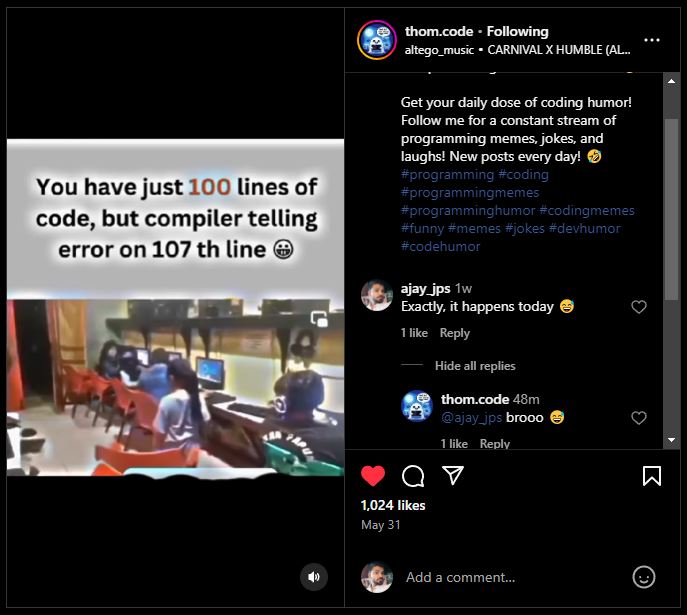 You have just 100 lines of
code, but compiler telling
error on 107 th line 😀
thom.code • Following
altego_music • CARNIVAL X HUMBLE (AL...
Get your daily dose of coding humor!
Follow me for a constant stream of
programming memes, jokes, and
laughs! New posts every day! 🤣
#programming #coding
#programmingmemes
#programminghumor #codingmemes
#funny #memes #jokes #devhumor
#codehumor
ajay_jps 1w
Exactly, it happens today 😅
1 like Reply
Hide all replies
thom.code 48m
@ajay_jps brooo 😅
1 like Reply
1,024 likes
May 31
Add a comment...